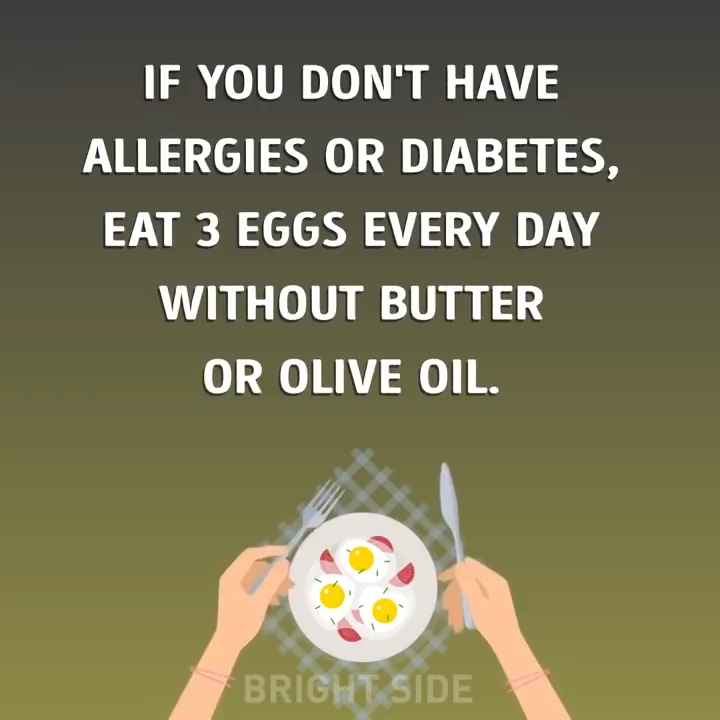 IF YOU DON'T HAVE
ALLERGIES OR DIABETES,
EAT 3 EGGS EVERY DAY
WITHOUT BUTTER
OR OLIVE OIL.
BRIGHT SIDE